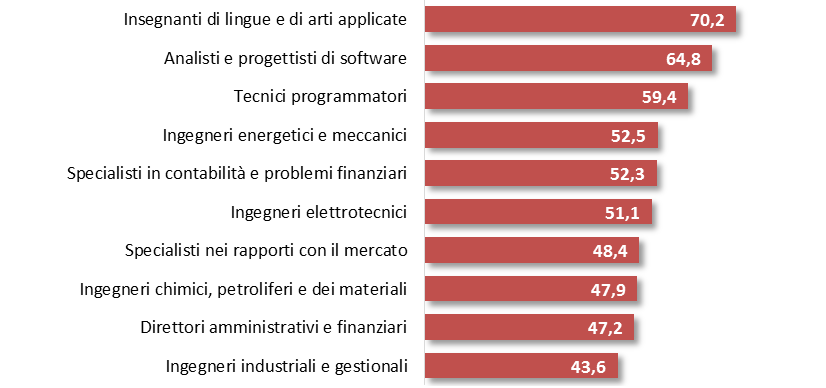 Insegnanti di lingue e di arti applicate 70,2
Analisti e progettisti di software 64,8
Tecnici programmatori 59,4
Ingegneri energetici e meccanici 52,5
Specialisti in contabilità e problemi finanziari 52,3
Ingegneri elettrotecnici 51,1
Specialisti nei rapporti con il mercato 48,4
Ingegneri chimici, petroliferi e dei materiali 47,9
Direttori amministrativi e finanziari 47,2
Ingegneri industriali e gestionali 43,6